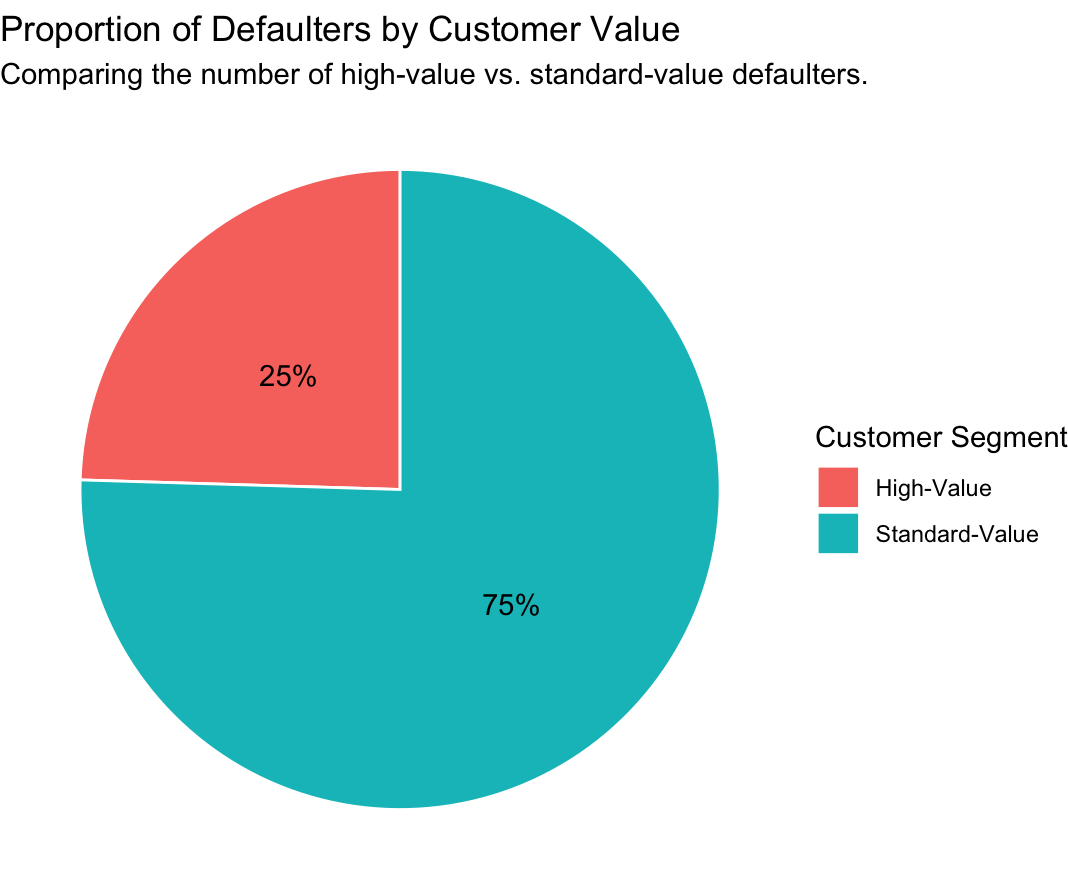 Proportion of Defaulters by Customer Value
Comparing the number of high-value vs. standard-value defaulters.
25%
75%
Customer Segment
High-Value
Standard-Value